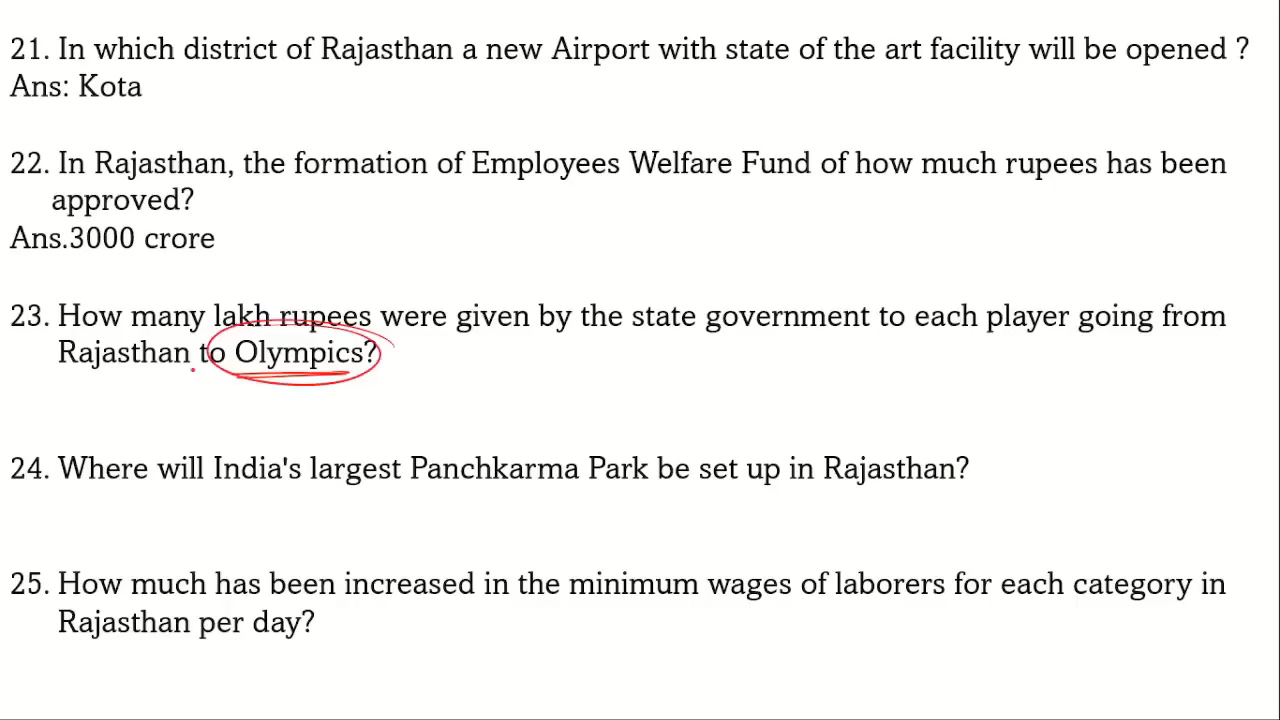 21. In which district of Rajasthan a new Airport with state of the art facility will be opened ?
Ans: Kota
22. In Rajasthan, the formation of Employees Welfare Fund of how much rupees has been
approved?
Ans.3000 crore
23. How many lakh rupees were given by the state government to each player going from
Rajasthan to Olympics?
24. Where will India's largest Panchkarma Park be set up in Rajasthan?
25. How much has been increased in the minimum wages of laborers for each category in
Rajasthan per day?